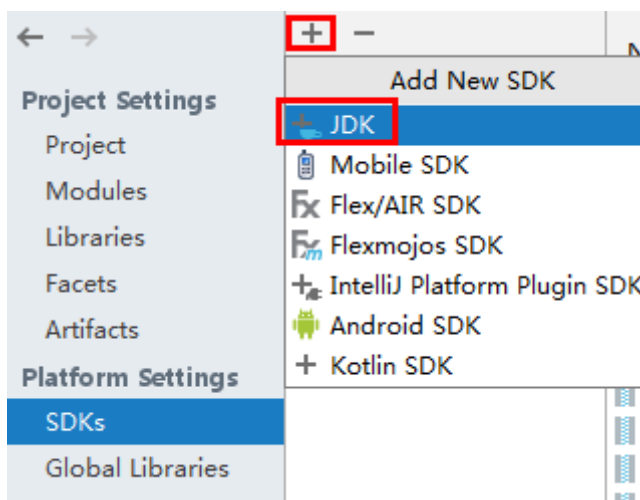 Project Settings
Project
Modules
Libraries
Facets
Artifacts
Platform Settings
SDKs
Global Libraries
Add New SDK
JDK
Mobile SDK
Flex/AIR SDK
Flexmojos SDK
IntelliJ Platform Plugin SDK
Android SDK
Kotlin SDK